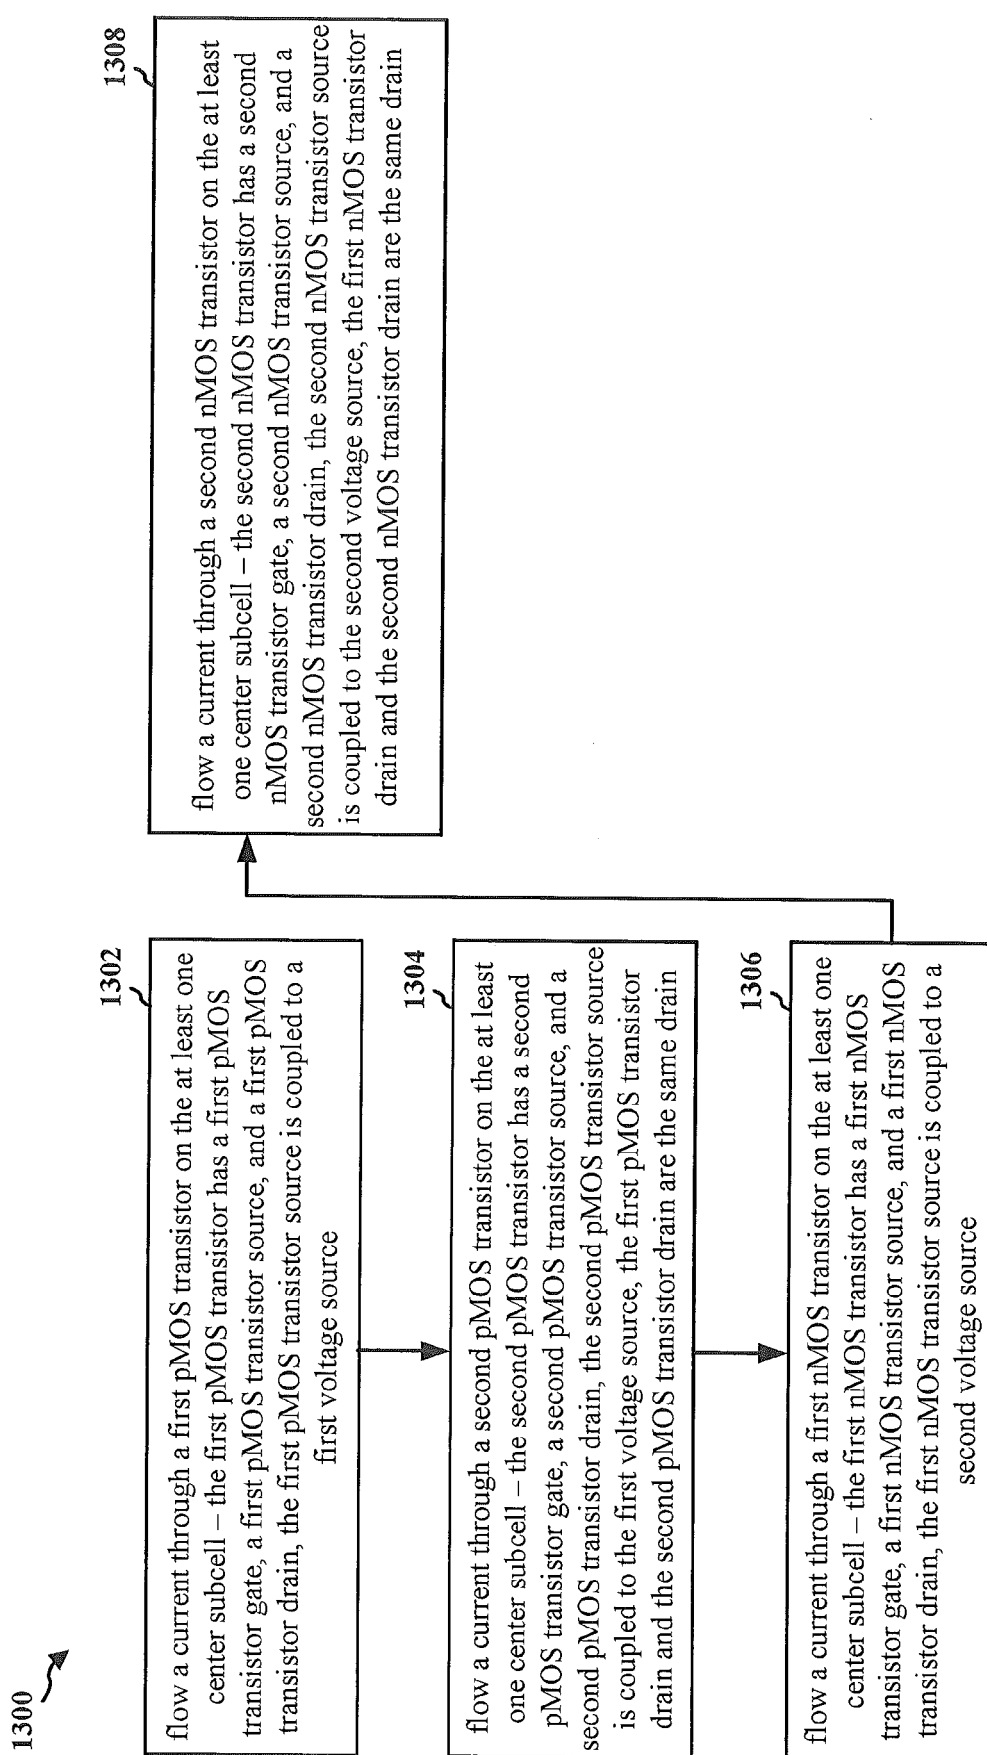 1300
1302
flow a current through a first pMOS transistor on the at least one
center subcell – the first pMOS transistor has a first pMOS
transistor gate, a first pMOS transistor source, and a first pMOS
transistor drain, the first pMOS transistor source is coupled to a
first voltage source
1304
flow a current through a second pMOS transistor on the at least
one center subcell – the second pMOS transistor has a second
pMOS transistor gate, a second pMOS transistor source, and a
second pMOS transistor drain, the second pMOS transistor source
is coupled to the first voltage source, the first pMOS transistor
drain and the second pMOS transistor drain are the same drain
1306
flow a current through a first nMOS transistor on the at least one
center subcell – the first nMOS transistor has a first nMOS
transistor gate, a first nMOS transistor source, and a first nMOS
transistor drain, the first nMOS transistor source is coupled to a
second voltage source
1308
flow a current through a second nMOS transistor on the at least
one center subcell – the second nMOS transistor has a second
nMOS transistor gate, a second nMOS transistor source, and a
second nMOS transistor drain, the second nMOS transistor source
is coupled to the second voltage source, the first nMOS transistor
drain and the second nMOS transistor drain are the same drain